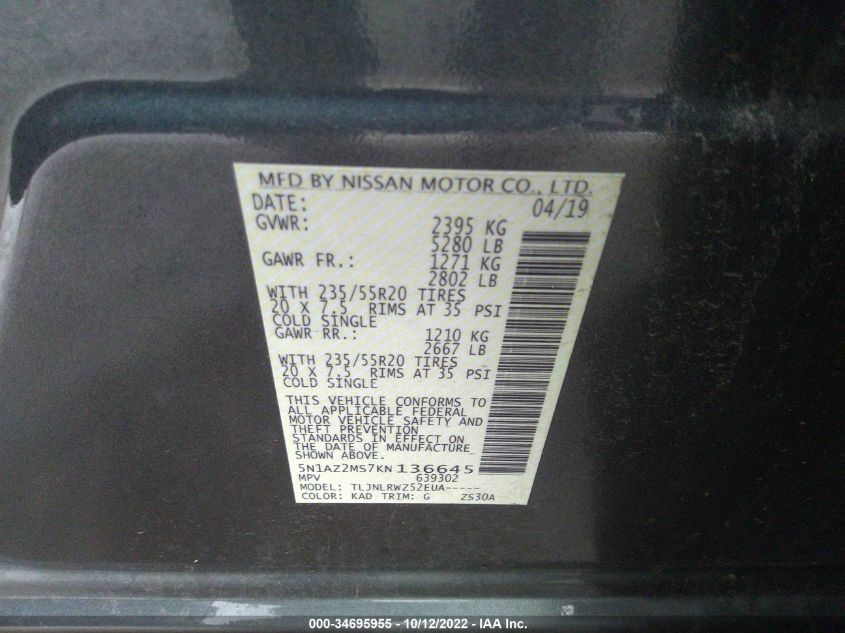 MFD BY NISSAN MOTOR CO., LTD.
DATE: 04/19
GVWR: 2395 KG
5280 LB
GAWR FR.: 1271 KG
2802 LB
WITH 235/55R20 TIRES
20 X 7.5 RIMS AT 35 PSI
COLD SINGLE
GAWR RR.: 1210 KG
2667 LB
WITH 235/55R20 TIRES
20 X 7.5 RIMS AT 35 PSI
COLD SINGLE
THIS VEHICLE CONFORMS TO
ALL APPLICABLE FEDERAL
MOTOR VEHICLE SAFETY AND
THEFT PREVENTION
STANDARDS IN EFFECT ON
THE DATE OF MANUFACTURE
SHOWN ABOVE.
5N1AZ2MS7KN136645
MPV 639302
MODEL: TLJNLRWZ52EUA-----
COLOR: KAD TRIM: G ZS30A
000-34695955 - 10/12/2022 - IAA Inc.